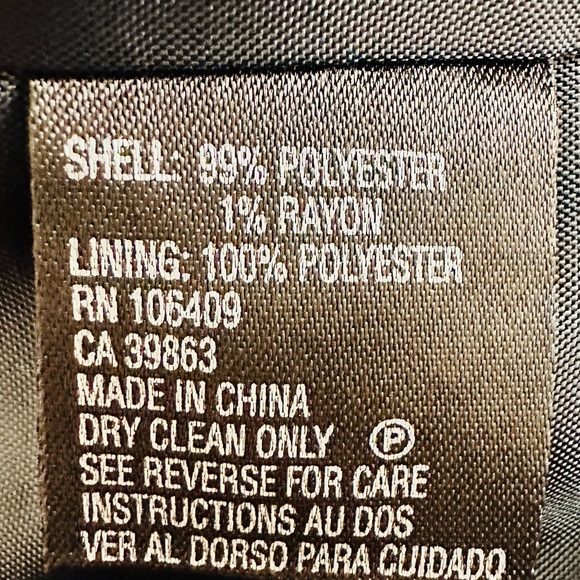 SHELL: 99% POLYESTER
1% RAYON
LINING: 100% POLYESTER
RN 106409
CA 39863
MADE IN CHINA
DRY CLEAN ONLY Ⓟ
SEE REVERSE FOR CARE
INSTRUCTIONS AU DOS
VER AL DORSO PARA CUIDADO